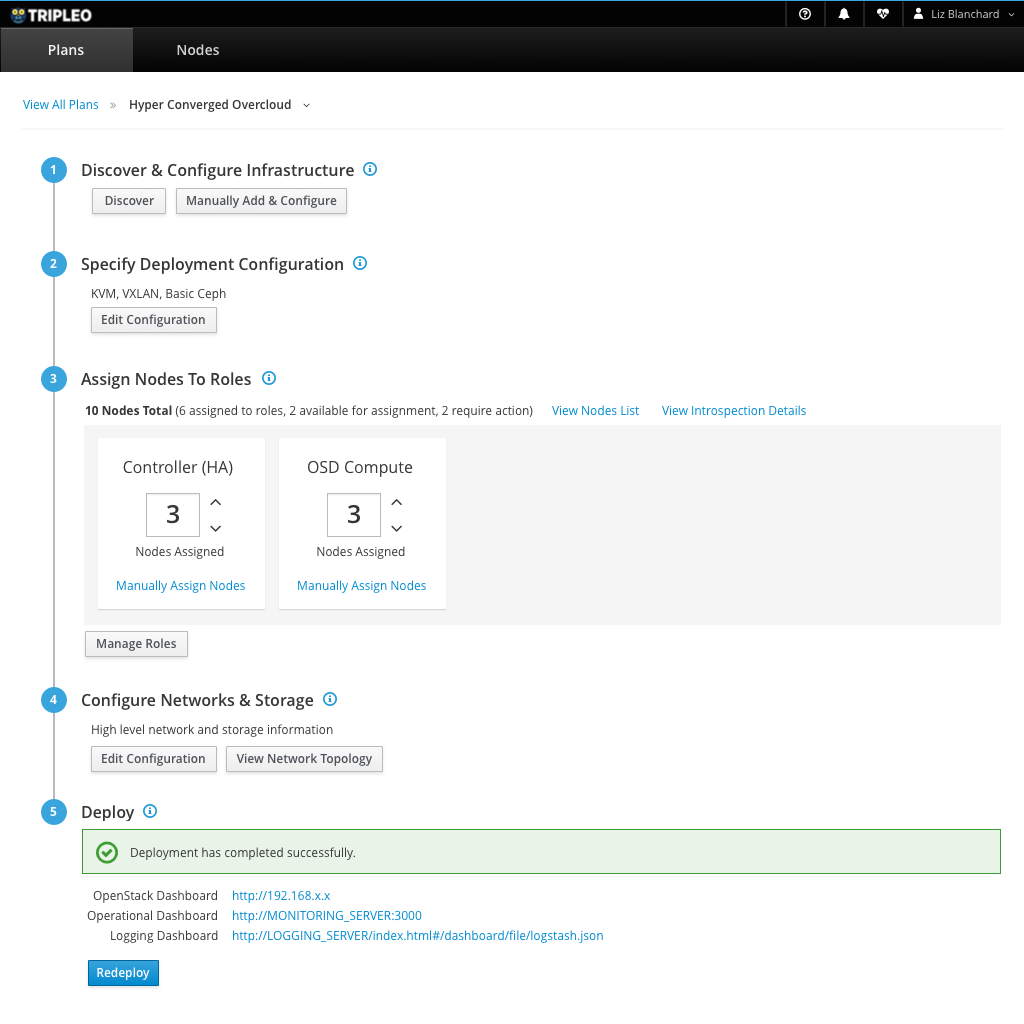 TRIPLEO
Liz Blanchard
Plans Nodes
View All Plans » Hyper Converged Overcloud
1 Discover & Configure Infrastructure
Discover Manually Add & Configure
2 Specify Deployment Configuration
KVM, VXLAN, Basic Ceph
Edit Configuration
3 Assign Nodes To Roles
10 Nodes Total (6 assigned to roles, 2 available for assignment, 2 require action) View Nodes List View Introspection Details
Controller (HA) OSD Compute
3 3
Nodes Assigned Nodes Assigned
Manually Assign Nodes Manually Assign Nodes
Manage Roles
4 Configure Networks & Storage
High level network and storage information
Edit Configuration View Network Topology
5 Deploy
Deployment has completed successfully.
OpenStack Dashboard http://192.168.x.x
Operational Dashboard http://MONITORING_SERVER:3000
Logging Dashboard http://LOGGING_SERVER/index.html#/dashboard/file/logstash.json
Redeploy